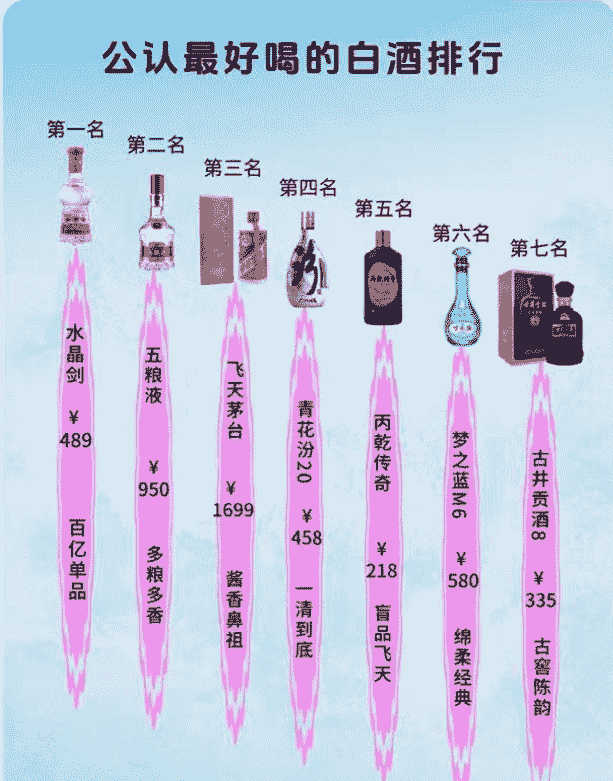 公认最好喝的白酒排行
第一名
水晶剑
¥
489
百亿单品
第二名
五粮液
¥
950
多粮多香
第三名
飞天茅台
¥
1699
酱香鼻祖
第四名
青花汾20
¥
458
一清到底
第五名
丙乾传奇
¥
218
盲品飞天
第六名
梦之蓝M6
¥
580
绵柔经典
第七名
古井贡酒8
¥
335
古窖陈韵